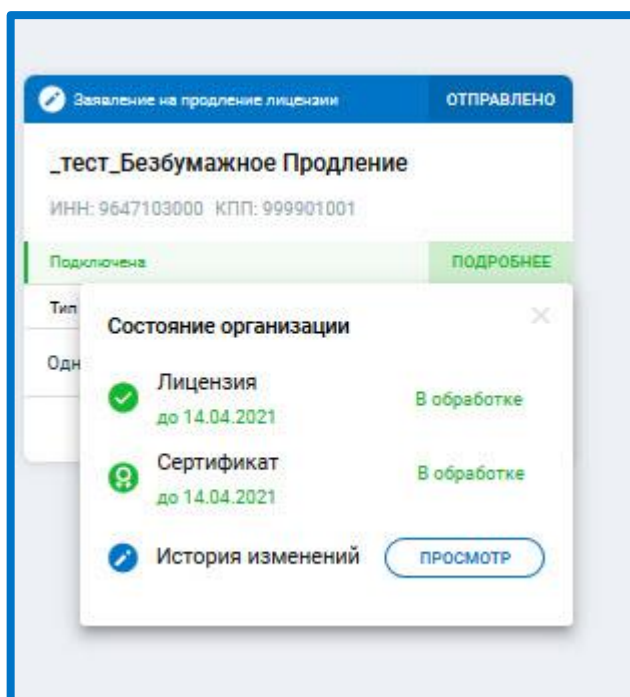 Заявление на продление лицензии ОТПРАВЛЕНО
_тест_Безбумажное Продление
ИНН: 9647103000 КПП: 999901001
Подключена ПОДРОБНЕЕ
Тип
Состояние организации
Одн
Лицензия
В обработке
до 14.04.2021
Сертификат
В обработке
до 14.04.2021
История изменений ПРОСМОТР